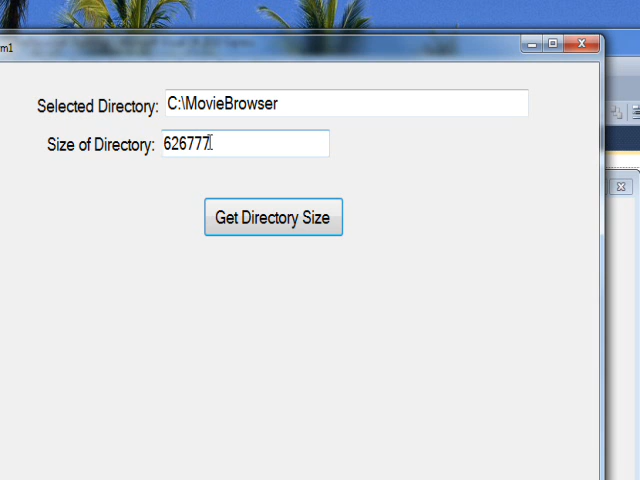 m1
Selected Directory: C:\MovieBrowser
Size of Directory: 626777
Get Directory Size